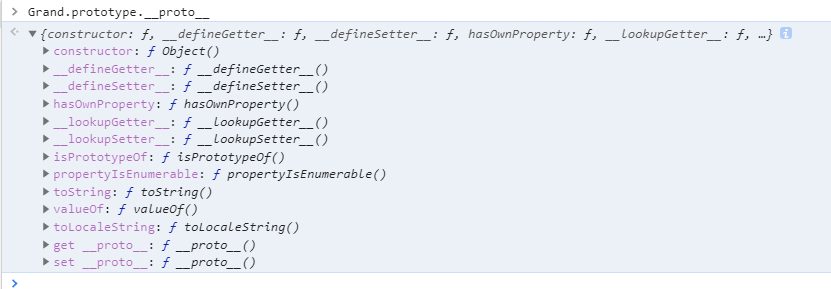 > Grand.prototype.__proto__
{constructor: ƒ, __defineGetter__: ƒ, __defineSetter__: ƒ, hasOwnProperty: ƒ, __lookupGetter__: ƒ, …} i
constructor: ƒ Object()
__defineGetter__: ƒ __defineGetter__()
__defineSetter__: ƒ __defineSetter__()
hasOwnProperty: ƒ hasOwnProperty()
__lookupGetter__: ƒ __lookupGetter__()
__lookupSetter__: ƒ __lookupSetter__()
isPrototypeOf: ƒ isPrototypeOf()
propertyIsEnumerable: ƒ propertyIsEnumerable()
toString: ƒ toString()
valueOf: ƒ valueOf()
toLocaleString: ƒ toLocaleString()
get __proto__: ƒ __proto__()
set __proto__: ƒ __proto__()
>